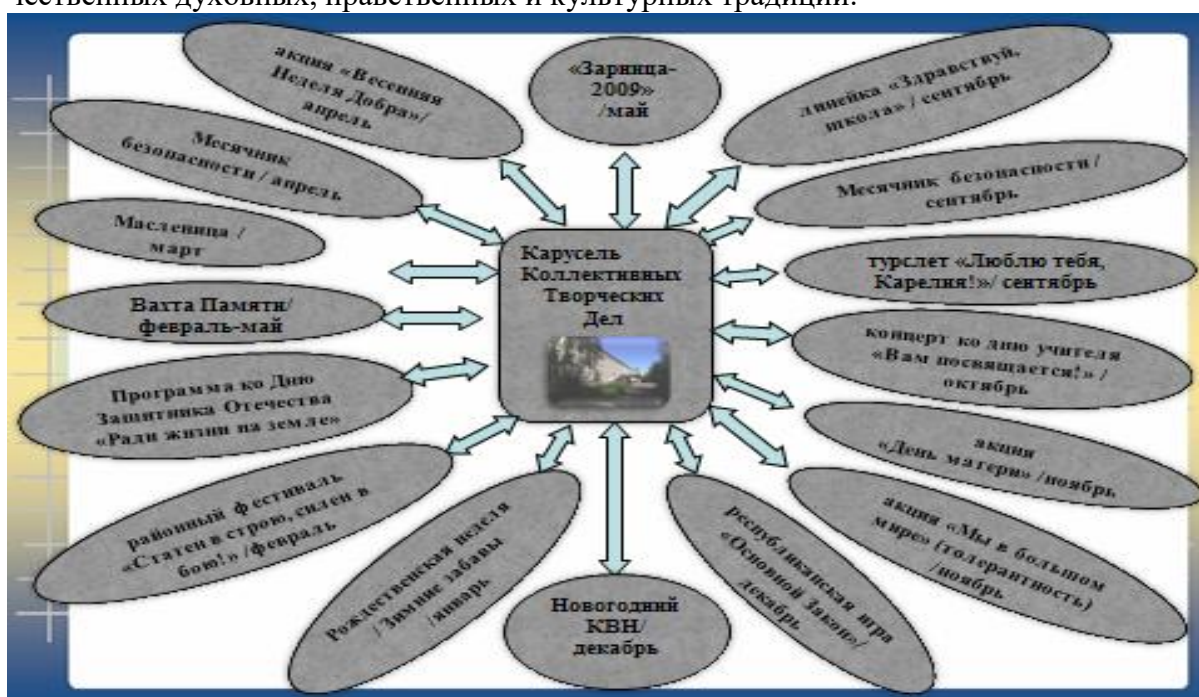 чественных духовных, нравственных и культурных традиций.
акция «Весенняя
Неделя Добра»/
апрель
«Зарница-
2009»
/май
линейка «Здравствуй,
школа» / сентябрь
Месячник
безопасности / апрель
Месячник безопасности /
сентябрь
Масленица /
март
Карусель
Коллективных
Творческих
Дел
турслет «Люблю тебя,
Карелия!»/ сентябрь
Вахта Памяти/
февраль-май
концерт ко дню учителя
«Вам посвящается!» /
октябрь
Программа ко Дню
Защитника Отечества
«Ради жизни на земле»
акция
«День матери» /ноябрь
районный фестиваль
«Статен в строю, силен в
бою!» /февраль
акция «Мы в большом
мире» (толерантность)
/ноябрь
Рождественская неделя
/ Зимние забавы
/январь
Новогодний
КВН/
декабрь
республиканская игра
«Основной Закон»/
декабрь